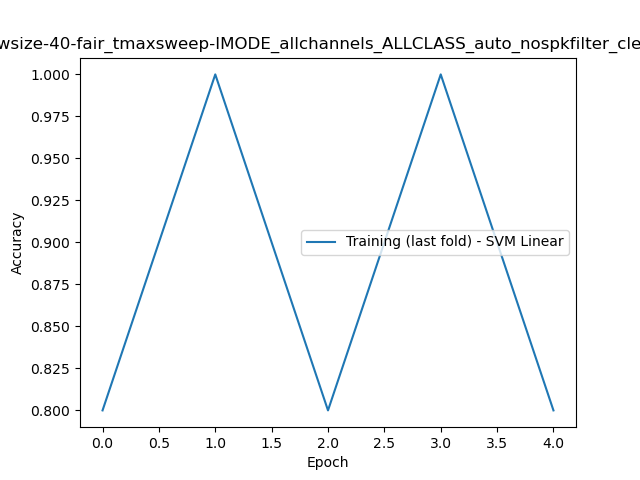 wsize-40-fair_tmaxsweep-IMODE_allchannels_ALLCLASS_auto_nospkfilter_cle
1.000
0.975
0.950
0.925
0.900
0.875
0.850
0.825
0.800
Accuracy
Training (last fold) - SVM Linear
0.0 0.5 1.0 1.5 2.0 2.5 3.0 3.5 4.0
Epoch